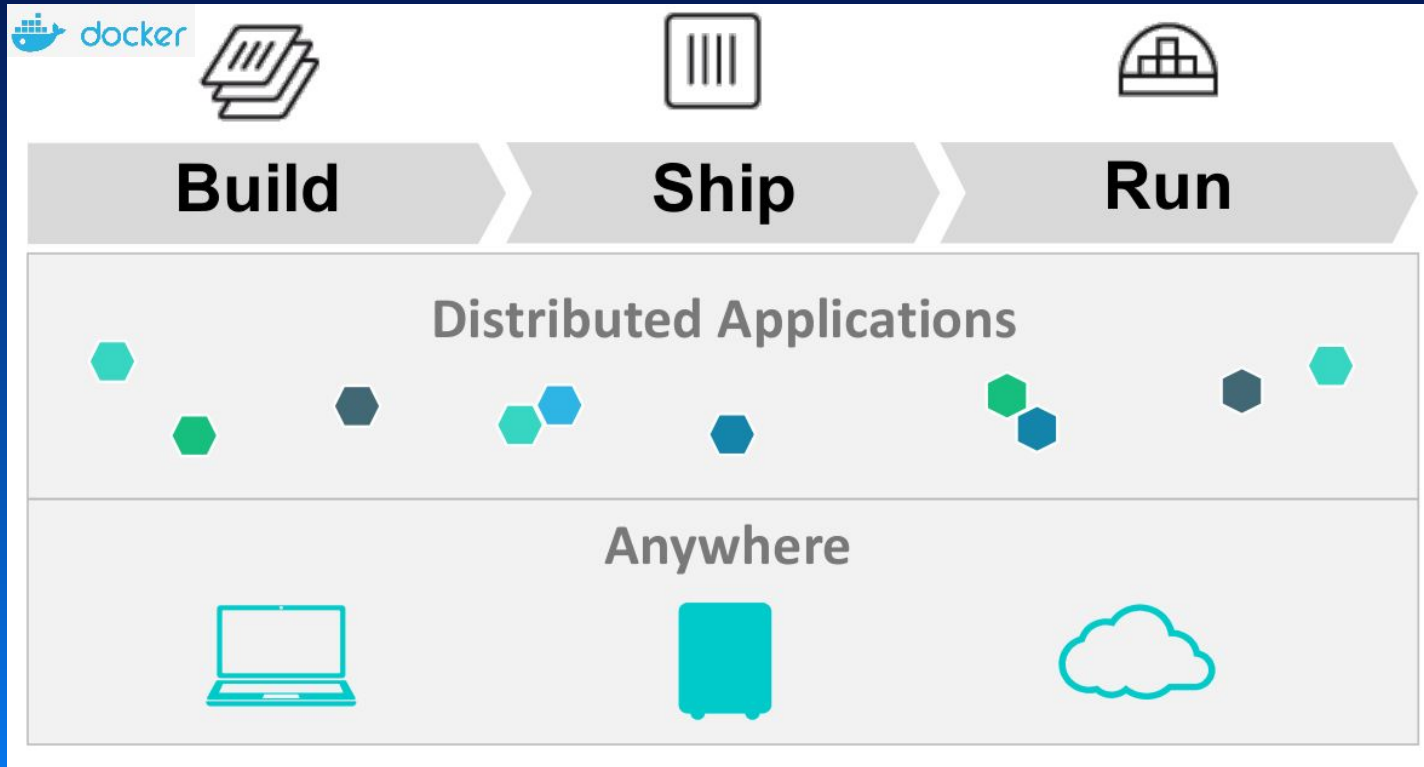 docker
Build
Ship
Run
Distributed Applications
Anywhere